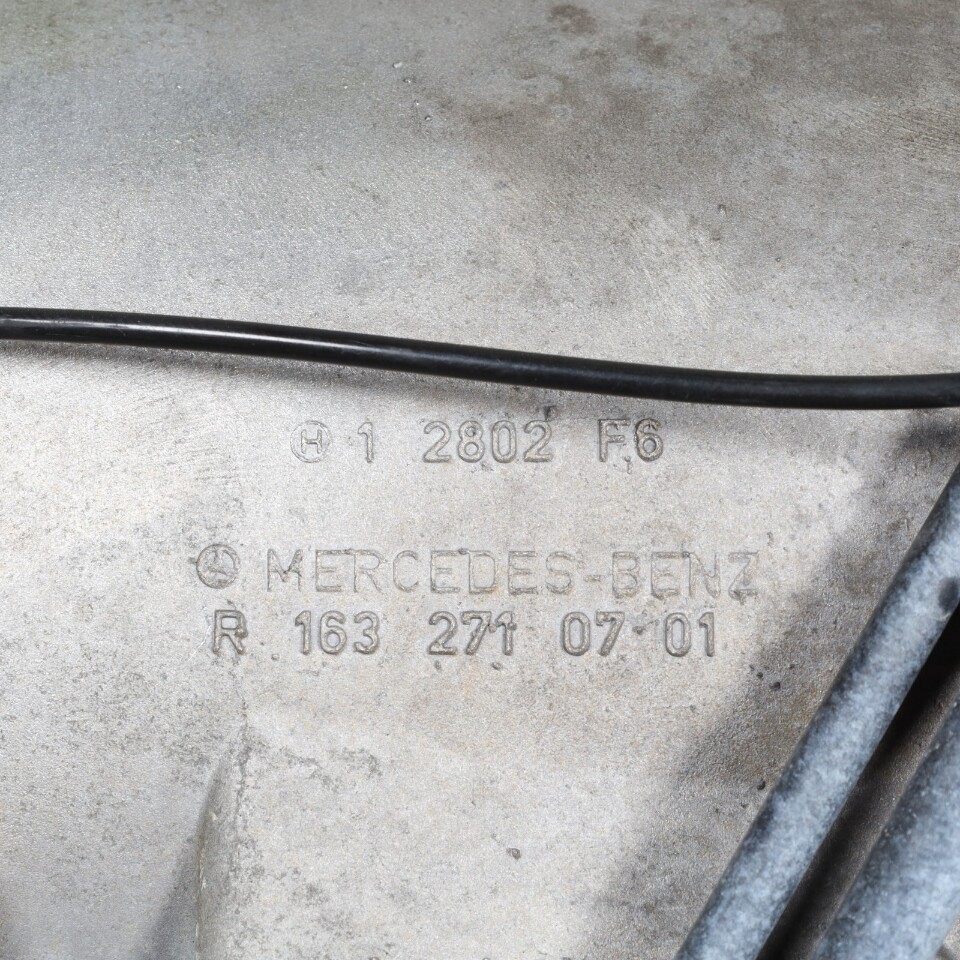 H 1 2802 F6
MERCEDES-BENZ
R 163 271 07 01